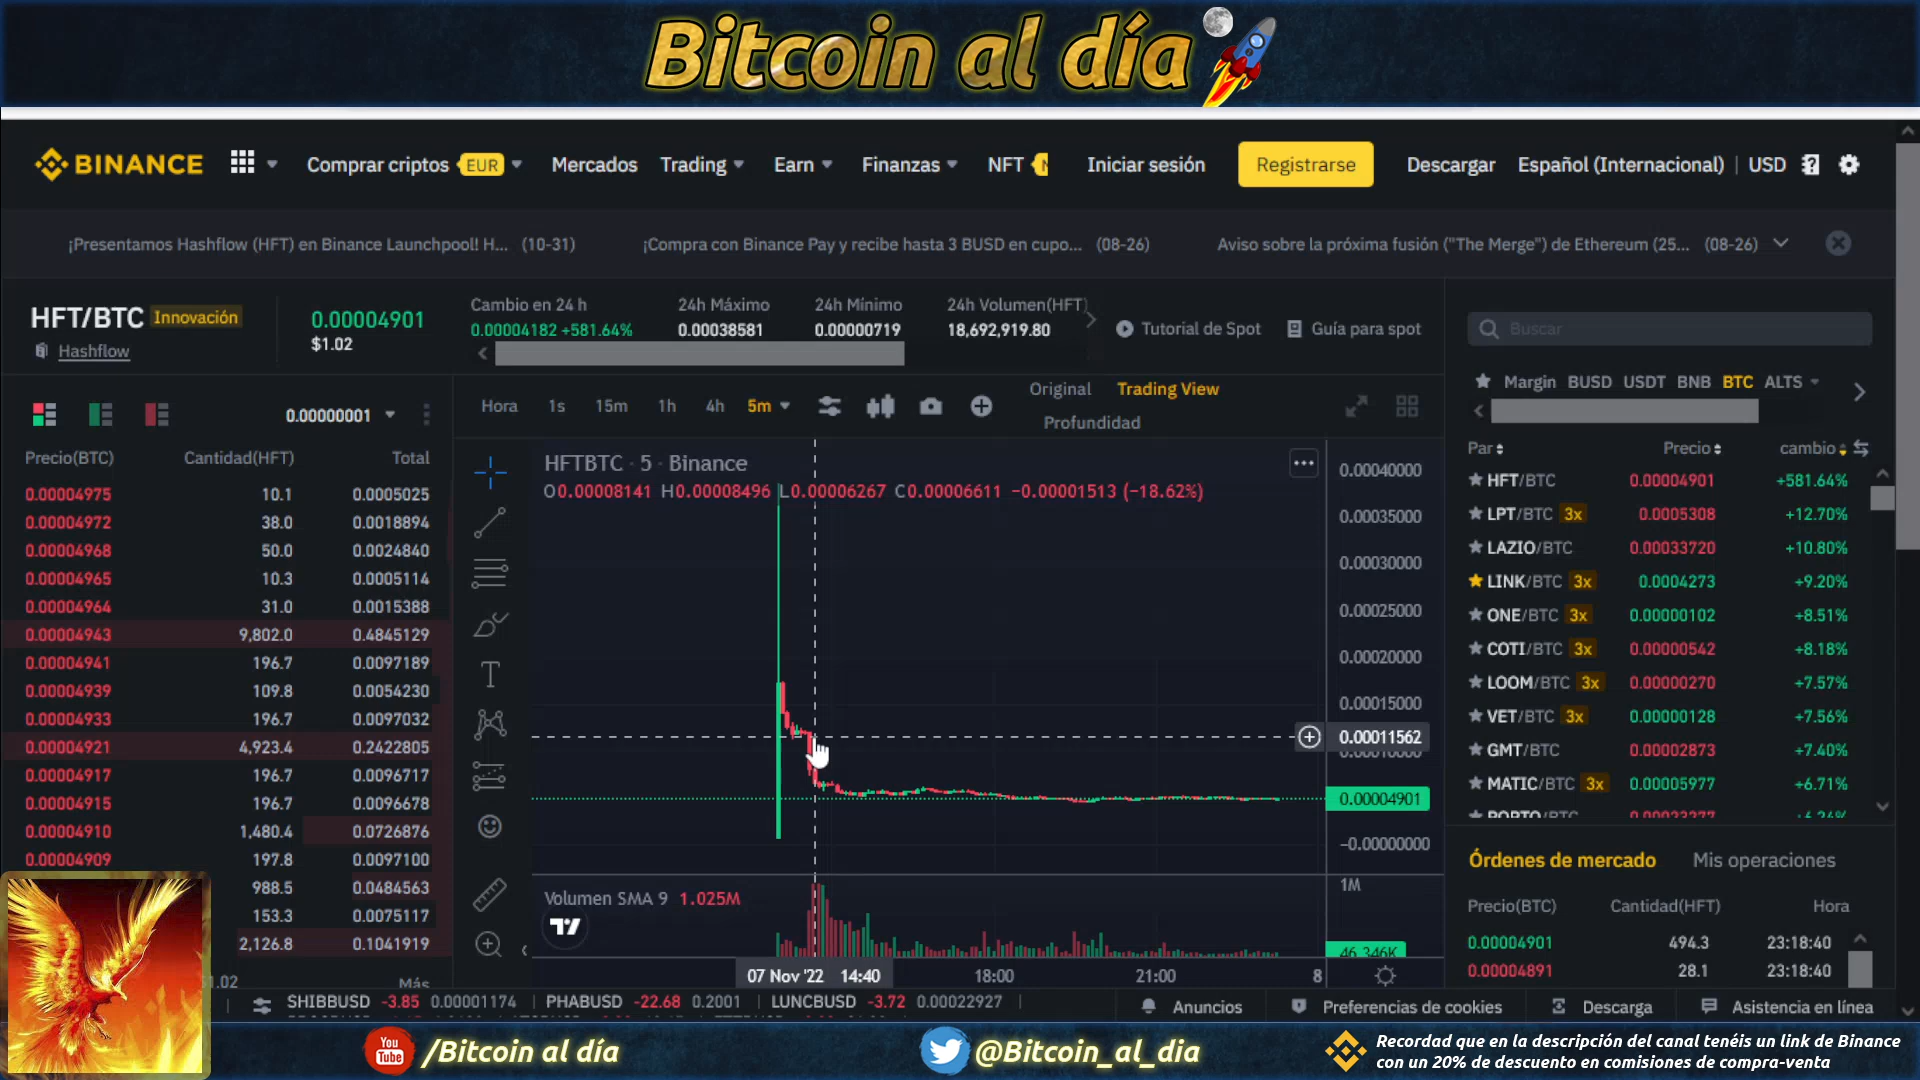 Bitcoin al día
BINANCE Comprar criptos EUR Mercados Trading Earn Finanzas NFT Iniciar sesión Registrarse Descargar Español (Internacional) | USD
¡Presentamos Hashflow (HFT) en Binance Launchpool! H... (10-31) ¡Compra con Binance Pay y recibe hasta 3 BUSD en cupo... (08-26) Aviso sobre la próxima fusión ("The Merge") de Ethereum (25... (08-26)
HFT/BTC Innovación
Hashflow
0.00004901
$1.02
Cambio en 24 h 24h Máximo 24h Mínimo 24h Volumen(HFT)
0.00004182 +581.64% 0.00038581 0.00000719 18,692,919.80
Tutorial de Spot Guía para spot
0.00000001
Precio(BTC) Cantidad(HFT) Total
0.00004975 10.1 0.0005025
0.00004972 38.0 0.0018894
0.00004968 50.0 0.0024840
0.00004965 10.3 0.0005114
0.00004964 31.0 0.0015388
0.00004943 9,802.0 0.4845129
0.00004941 196.7 0.0097189
0.00004939 109.8 0.0054230
0.00004933 196.7 0.0097032
0.00004921 4,923.4 0.2422805
0.00004917 196.7 0.0096717
0.00004915 196.7 0.0096678
0.00004910 1,480.4 0.0726876
0.00004909 197.8 0.0097100
988.5 0.0484563
153.3 0.0075117
2,126.8 0.1041919
Más
Hora 1s 15m 1h 4h 5m
Original Trading View
Profundidad
HFTBTC · 5 · Binance
O0.00008141 H0.00008496 L0.00006267 C0.00006611 −0.00001513 (−18.62%)
0.00040000
0.00035000
0.00030000
0.00025000
0.00020000
0.00015000
0.00011562
0.00010000
0.00004901
−0.00000000
Volumen SMA 9 1.025M
1M
46.346K
07 Nov '22 14:40 18:00 21:00 8
Buscar
Margin BUSD USDT BNB BTC ALTS
Par Precio cambio
HFT/BTC 0.00004901 +581.64%
LPT/BTC 3x 0.0005308 +12.70%
LAZIO/BTC 0.00033720 +10.80%
LINK/BTC 3x 0.0004273 +9.20%
ONE/BTC 3x 0.00000102 +8.51%
COTI/BTC 3x 0.00000542 +8.18%
LOOM/BTC 3x 0.00000270 +7.57%
VET/BTC 3x 0.00000128 +7.56%
GMT/BTC 0.00002873 +7.40%
MATIC/BTC 3x 0.00005977 +6.71%
PORTO/BTC 0.00023277 +6.24%
Órdenes de mercado Mis operaciones
Precio(BTC) Cantidad(HFT) Hora
0.00004901 494.3 23:18:40
0.00004891 28.1 23:18:40
SHIBBUSD -3.85 0.00001174 | PHABUSD -22.68 0.2001 | LUNCBUSD -3.72 0.00022927
Anuncios Preferencias de cookies Descarga Asistencia en línea
You Tube /Bitcoin al día
@Bitcoin_al_dia
Recordad que en la descripción del canal tenéis un link de Binance
con un 20% de descuento en comisiones de compra-venta